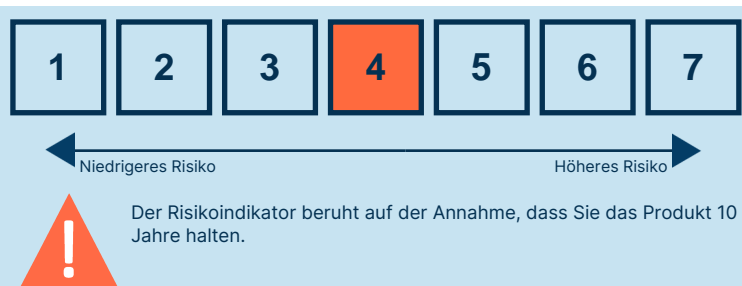 1 2 3 4 5 6 7
Niedrigeres Risiko Höheres Risiko
Der Risikoindikator beruht auf der Annahme, dass Sie das Produkt 10
Jahre halten.
!